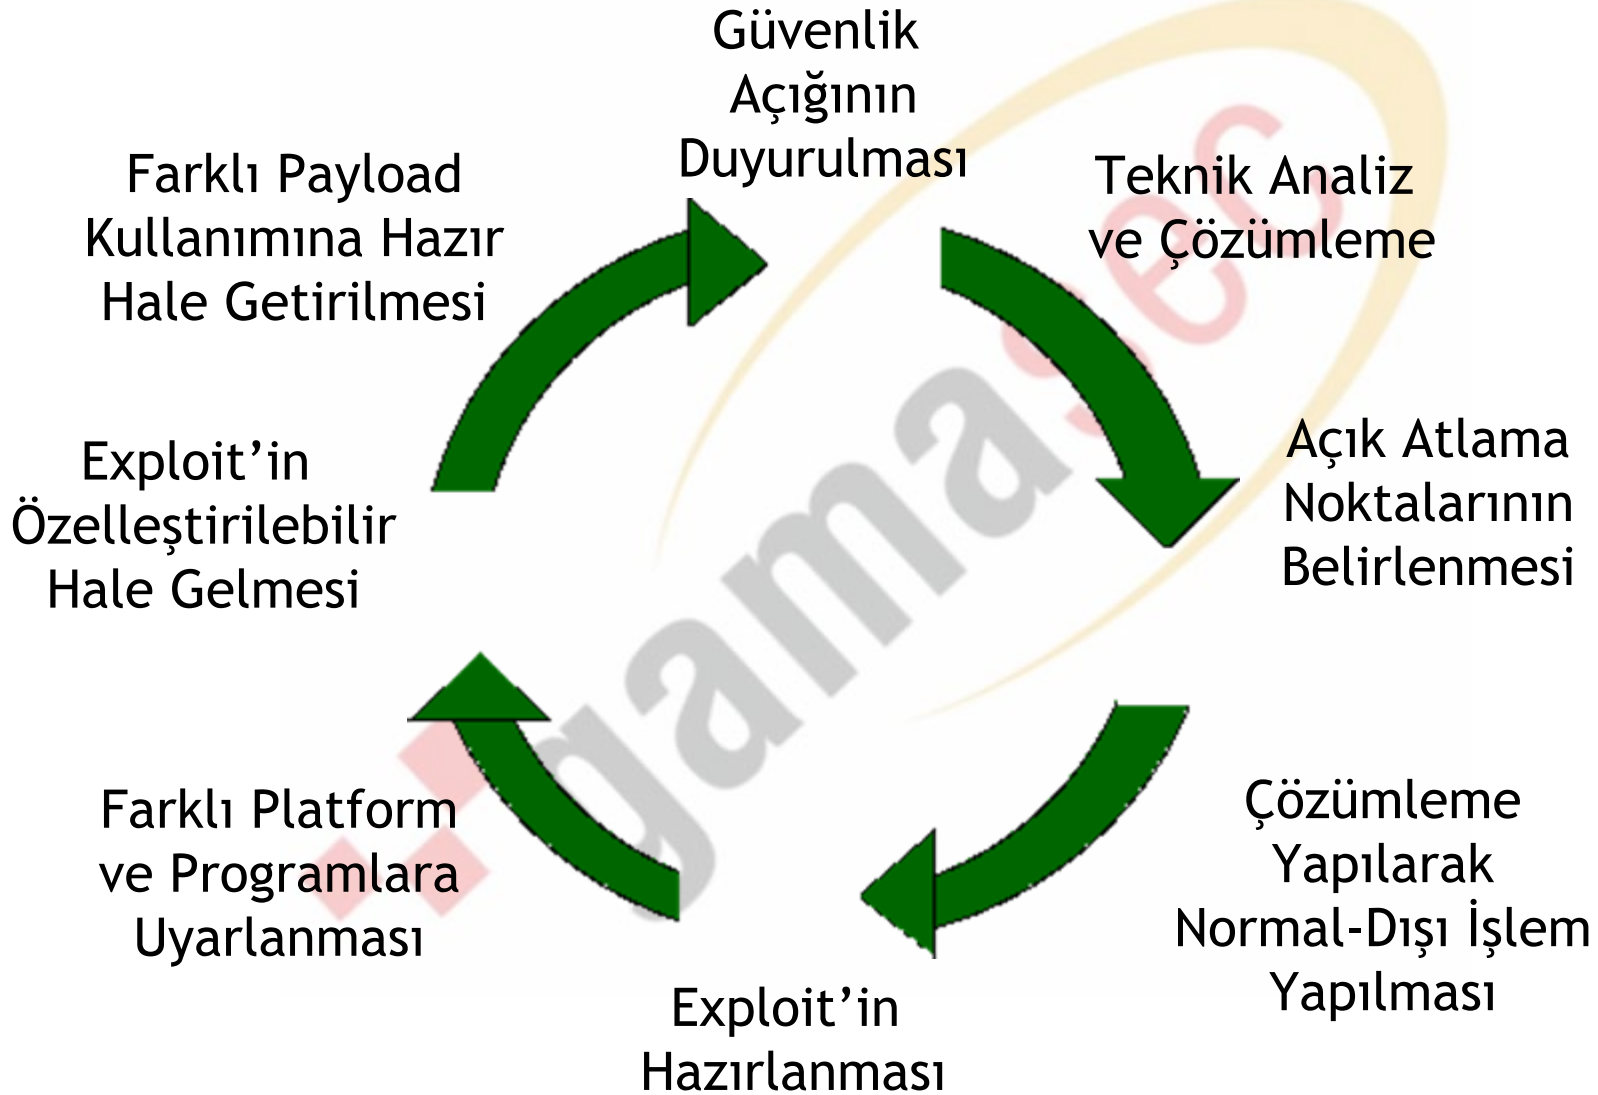 Güvenlik
Açığının
Duyurulması
Teknik Analiz
ve Çözümleme
Açık Atlama
Noktalarının
Belirlenmesi
Çözümleme
Yapılarak
Normal-Dışı İşlem
Yapılması
Exploit’in
Hazırlanması
Farklı Platform
ve Programlara
Uyarlanması
Exploit’in
Özelleştirilebilir
Hale Gelmesi
Farklı Payload
Kullanımına Hazır
Hale Getirilmesi
gamasec